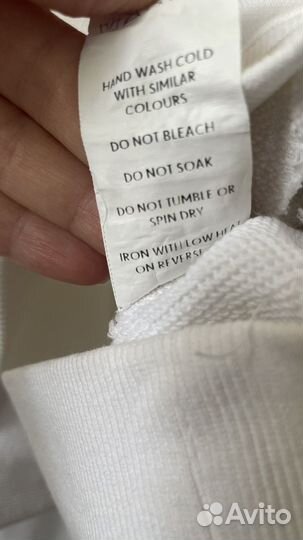 HAND WASH COLD
WITH SIMILAR
COLOURS
DO NOT BLEACH
DO NOT SOAK
DO NOT TUMBLE OR
SPIN DRY
IRON WITH LOW HEAT
ON REVERSE
Avito